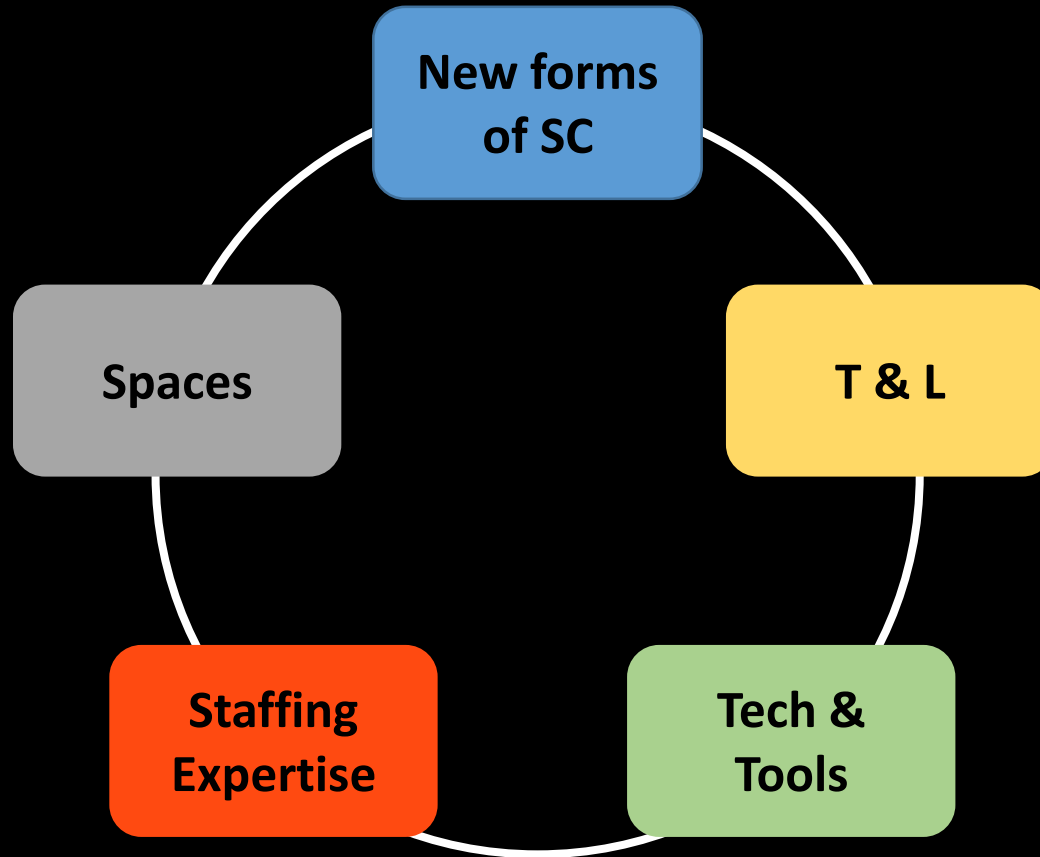 New forms
of SC
Spaces
T & L
Staffing
Expertise
Tech &
Tools